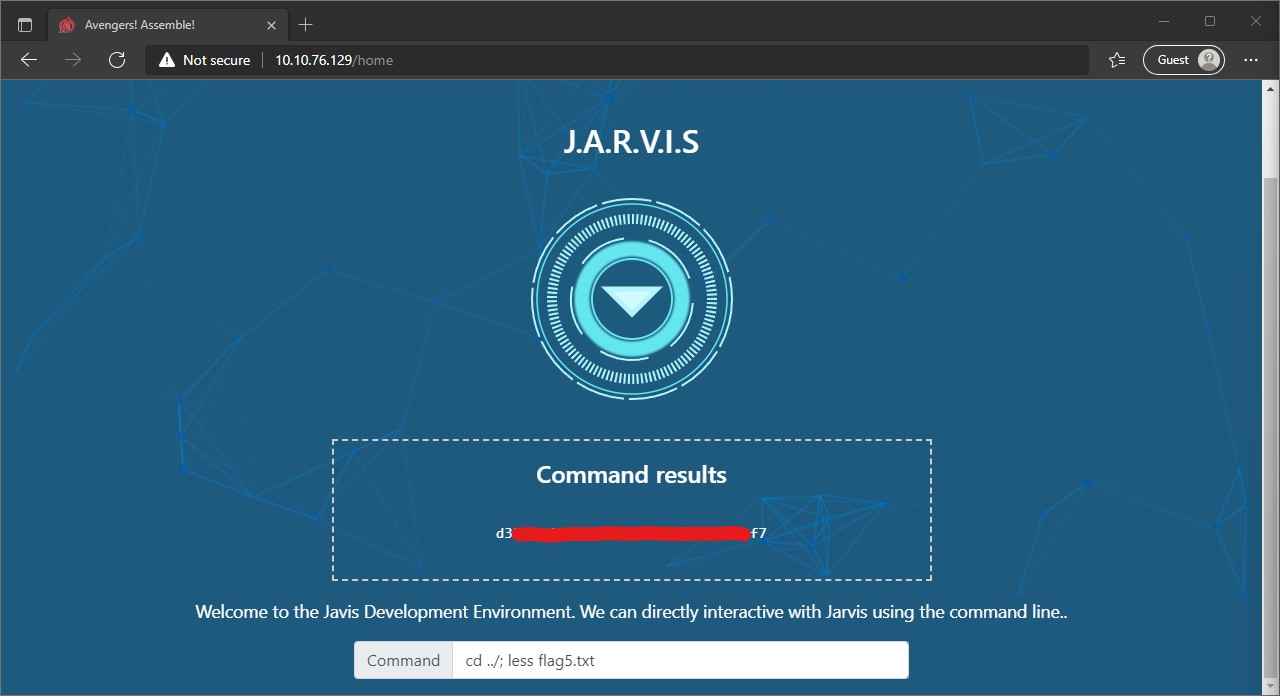 Avengers! Assemble!
Not secure
10.10.76.129/home
Guest
J.A.R.V.I.S
Command results
d3 f7
Welcome to the Javis Development Environment. We can directly interactive with Jarvis using the command line..
Command
cd ../; less flag5.txt